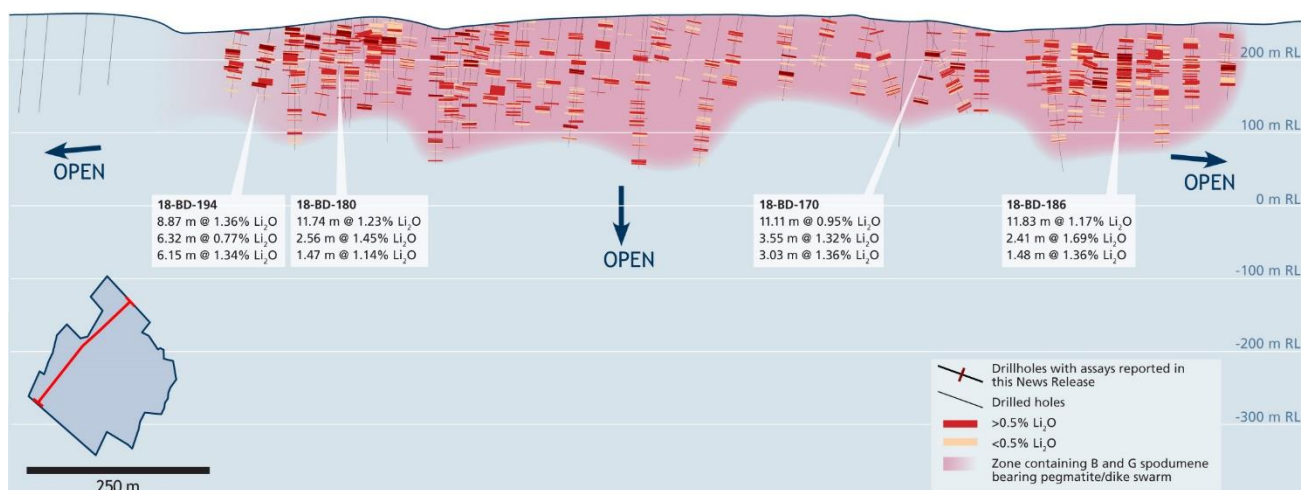 200 m RL
100 m RL
OPEN
OPEN
0 m RL
18-BD-194
8.87 m @ 1.36% Li₂O
6.32 m @ 0.77% Li₂O
6.15 m @ 1.34% Li₂O
18-BD-180
11.74 m @ 1.23% Li₂O
2.56 m @ 1.45% Li₂O
1.47 m @ 1.14% Li₂O
18-BD-170
11.11 m @ 0.95% Li₂O
3.55 m @ 1.32% Li₂O
3.03 m @ 1.36% Li₂O
18-BD-186
11.83 m @ 1.17% Li₂O
2.41 m @ 1.69% Li₂O
1.48 m @ 1.36% Li₂O
OPEN
-100 m RL
-200 m RL
-300 m RL
Drillholes with assays reported in
this News Release
Drilled holes
>0.5% Li₂O
<0.5% Li₂O
Zone containing B and G spodumene
bearing pegmatite/dike swarm
250 m